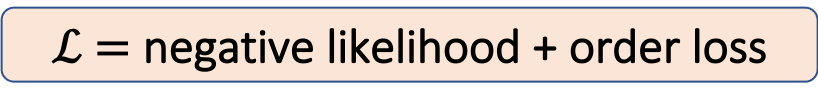 ℒ = negative likelihood + order loss